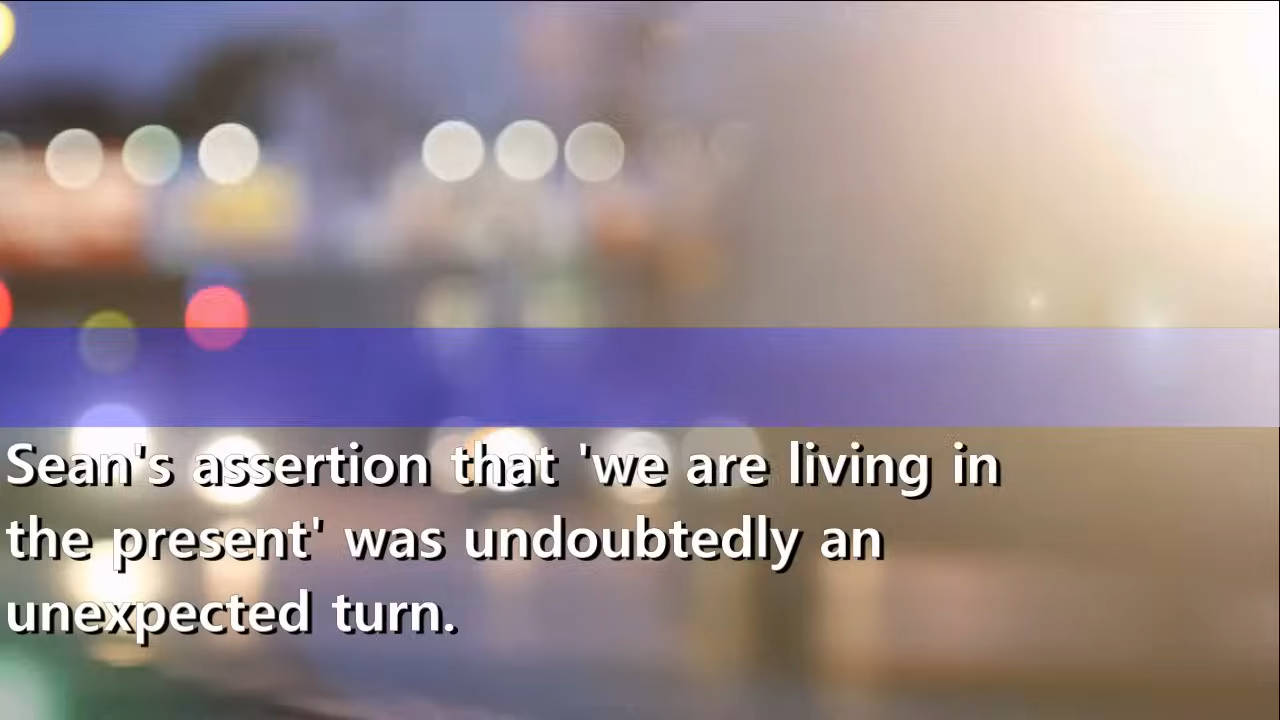 Sean's assertion that 'we are living in
the present' was undoubtedly an
unexpected turn.